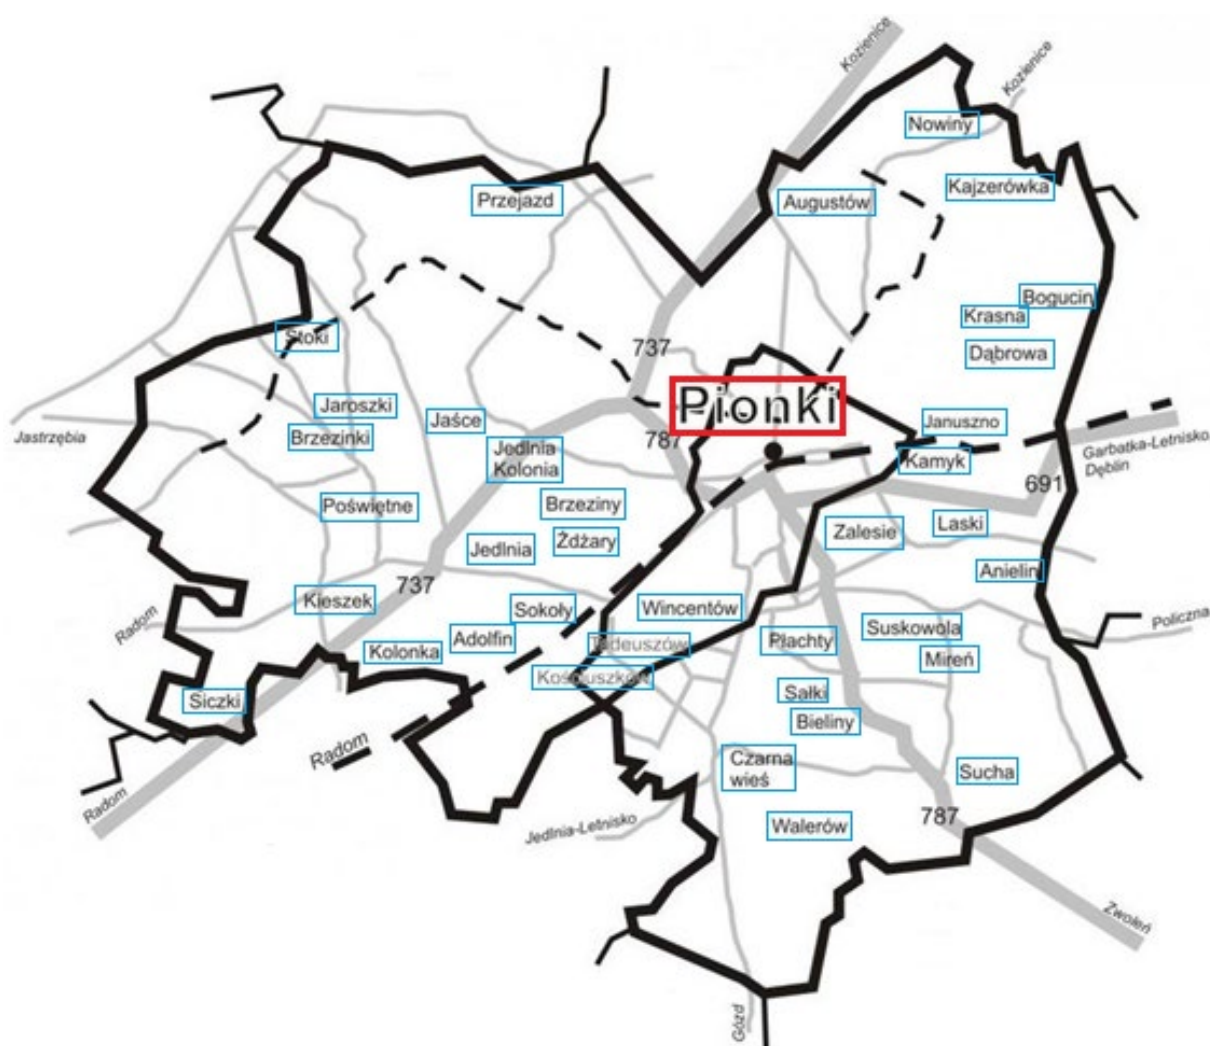 Kozienice
Kozienice
Nowiny
Kajzerówka
Przejazd
Augustów
Bogucin
Krasna
Stoki
737
Dąbrowa
Pionki
Jaroszki
Jaśce
Januszno
Jastrzębia
Brzezinki
787
Garbatka-Letnisko
Dęblin
Jedlnia
Kolonia
Kamyk
691
Poświętne
Brzeziny
Zalesie
Laski
Jedlnia
Żdżary
Anielin
737
Kieszek
Radom
Sokoły
Wincentów
Policzna
Suskowola
Adolfin
Tadeuszów
Płachty
Kolonka
Mireń
Kościuszków
Siczki
Sałki
Bieliny
Radom
Czarna
wieś
Sucha
Radom
Jedlnia-Letnisko
Walerów
787
Zwoleń
Gózd